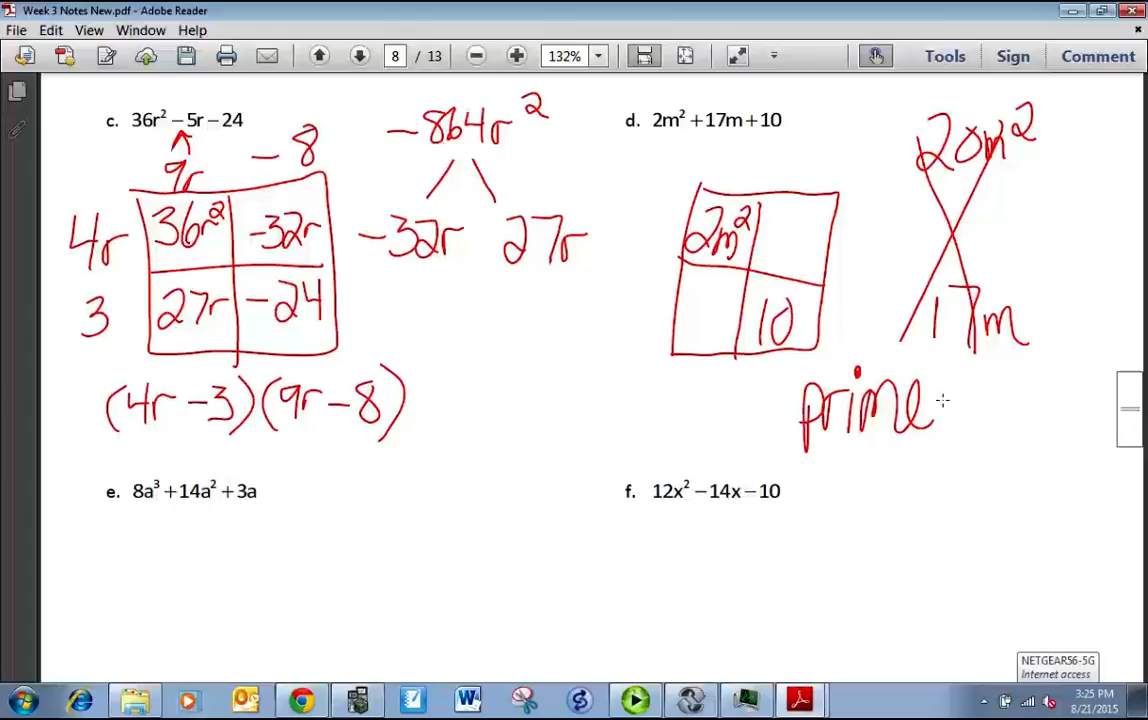 Week 3 Notes New.pdf - Adobe Reader
File Edit View Window Help
8 / 13 132% Tools Sign Comment
c. 36r² − 5r − 24
9r − 8
4r 36r² -32r
3 27r -24
(4r − 3)(9r − 8)
-864r²
-32r 27r
d. 2m² + 17m + 10
2m²
10
20m²
17m
prime
e. 8a³ + 14a² + 3a
f. 12x² − 14x − 10
NETGEAR56-5G
Internet access
3:25 PM
8/21/2015